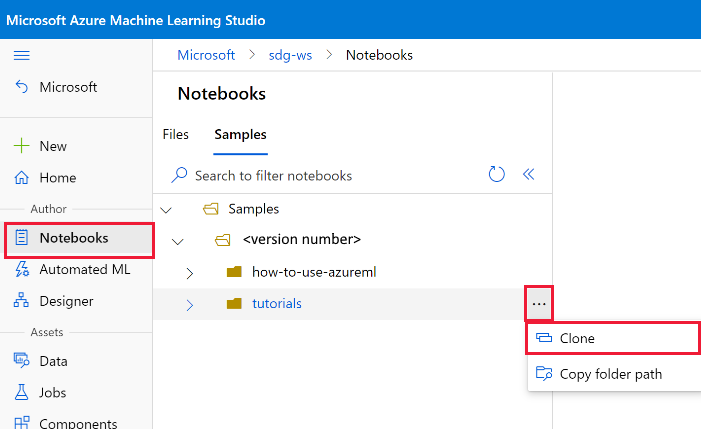 Microsoft Azure Machine Learning Studio
Microsoft > sdg-ws > Notebooks
Microsoft
New
Home
Author
Notebooks
Automated ML
Designer
Assets
Data
Jobs
Components
Notebooks
Files Samples
Search to filter notebooks
Samples
<version number>
how-to-use-azureml
tutorials
...
Clone
Copy folder path